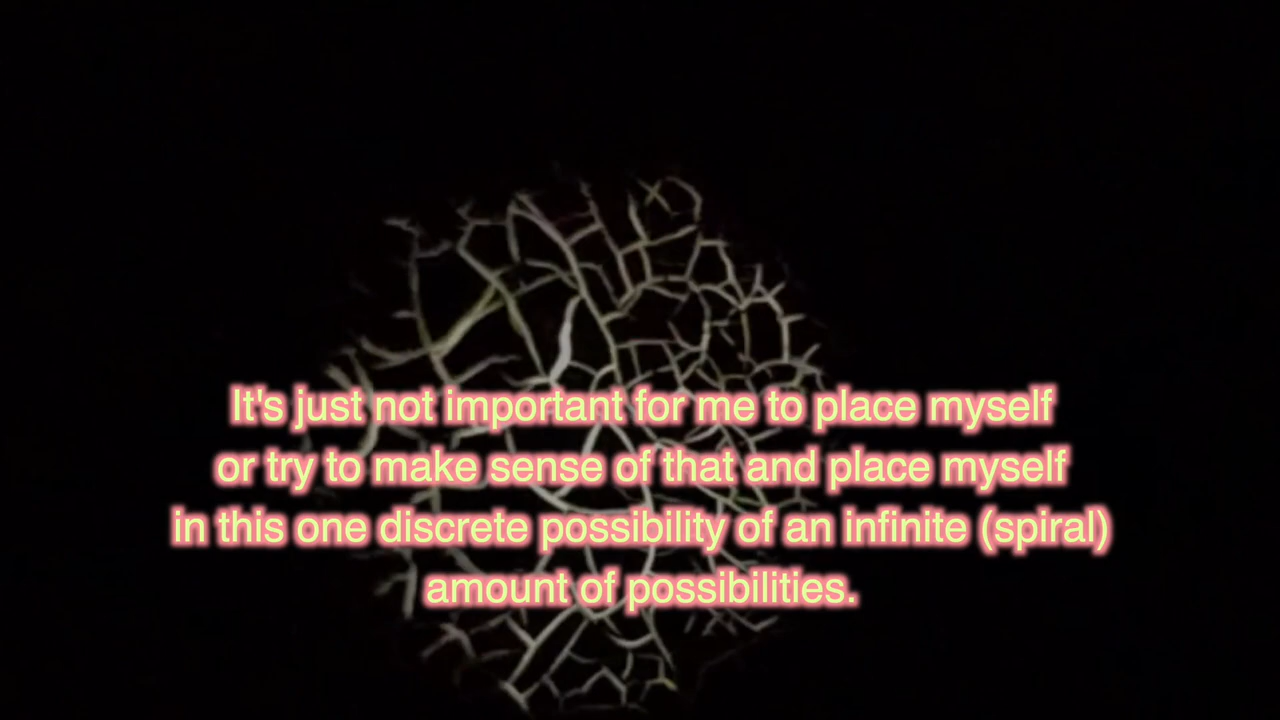 It's just not important for me to place myself
or try to make sense of that and place myself
in this one discrete possibility of an infinite (spiral)
amount of possibilities.